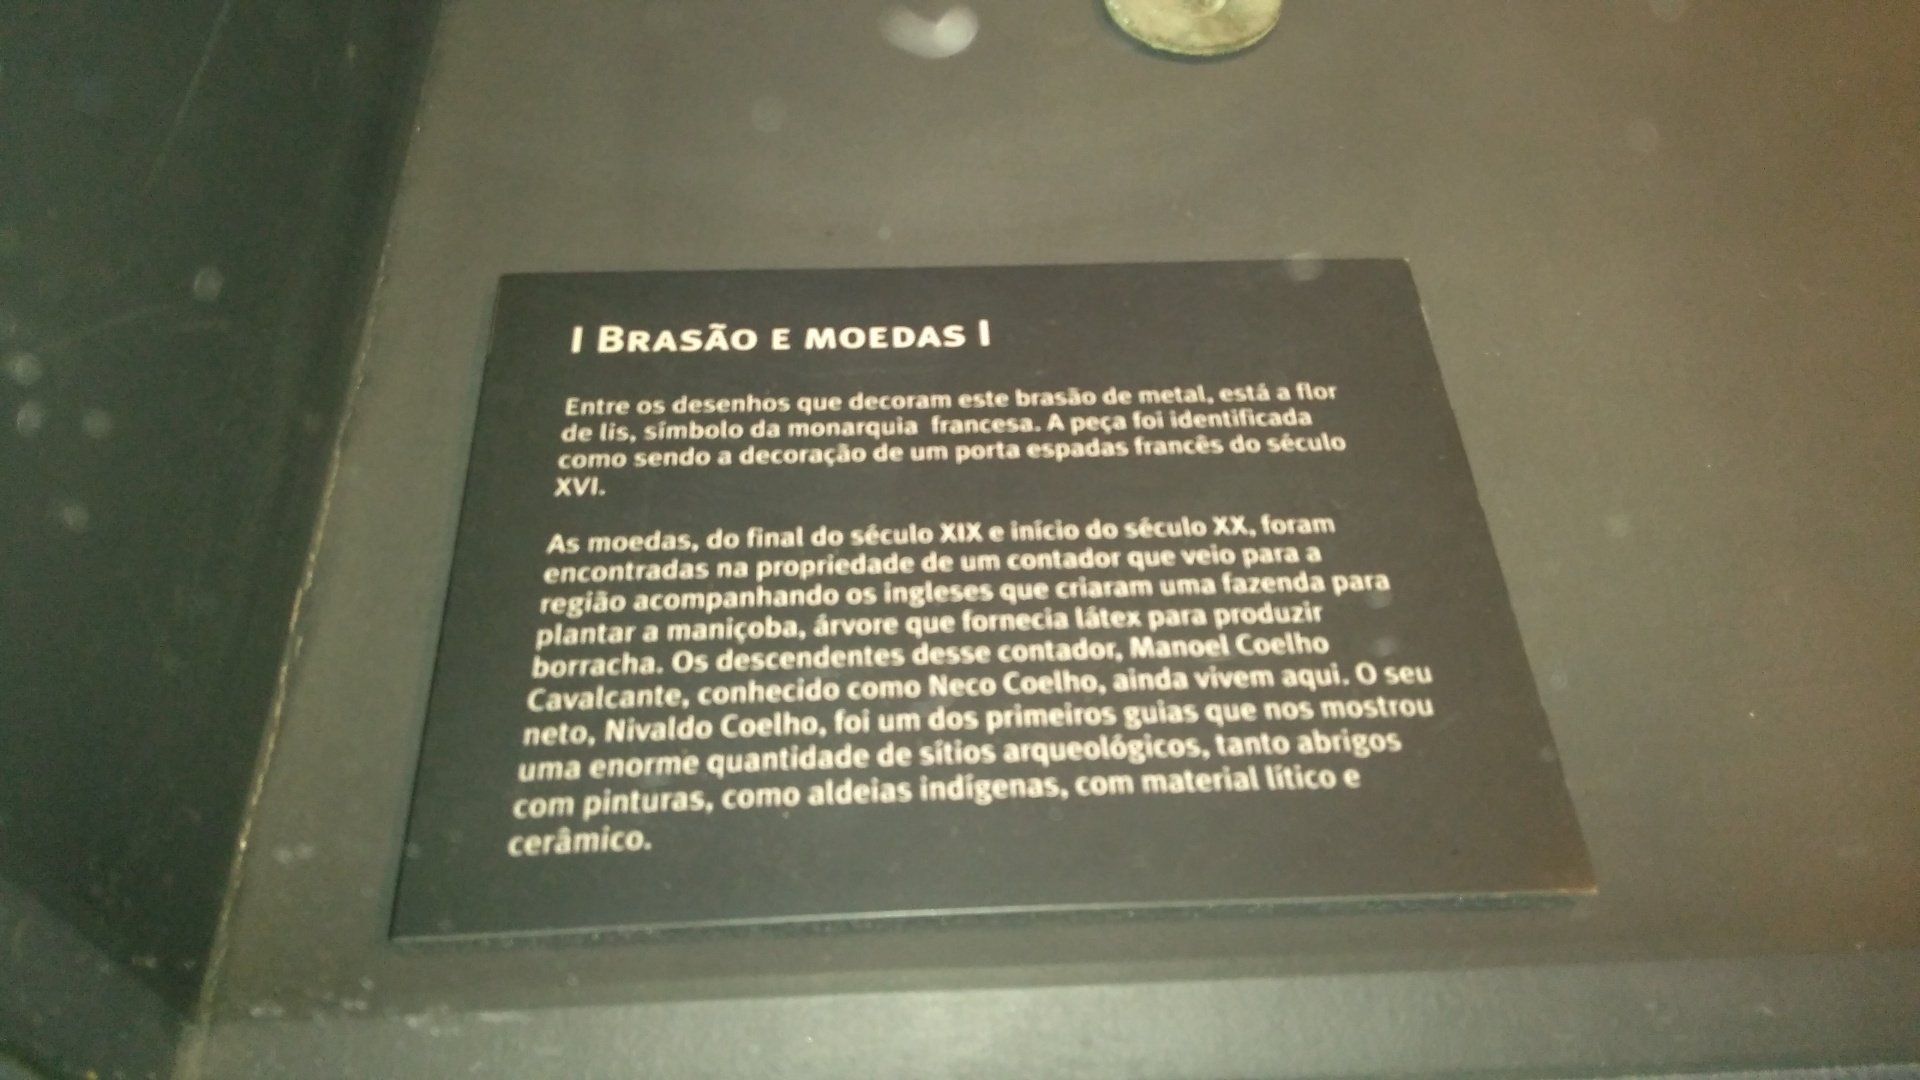 | BRASÃO E MOEDAS |
Entre os desenhos que decoram este brasão de metal, está a flor
de lis, símbolo da monarquia francesa. A peça foi identificada
como sendo a decoração de um porta espadas francês do século
XVI.
As moedas, do final do século XIX e início do século XX, foram
encontradas na propriedade de um contador que veio para a
região acompanhando os ingleses que criaram uma fazenda para
plantar a maniçoba, árvore que fornecia látex para produzir
borracha. Os descendentes desse contador, Manoel Coelho
Cavalcante, conhecido como Neco Coelho, ainda vivem aqui. O seu
neto, Nivaldo Coelho, foi um dos primeiros guias que nos mostrou
uma enorme quantidade de sítios arqueológicos, tanto abrigos
com pinturas, como aldeias indígenas, com material lítico e
cerâmico.